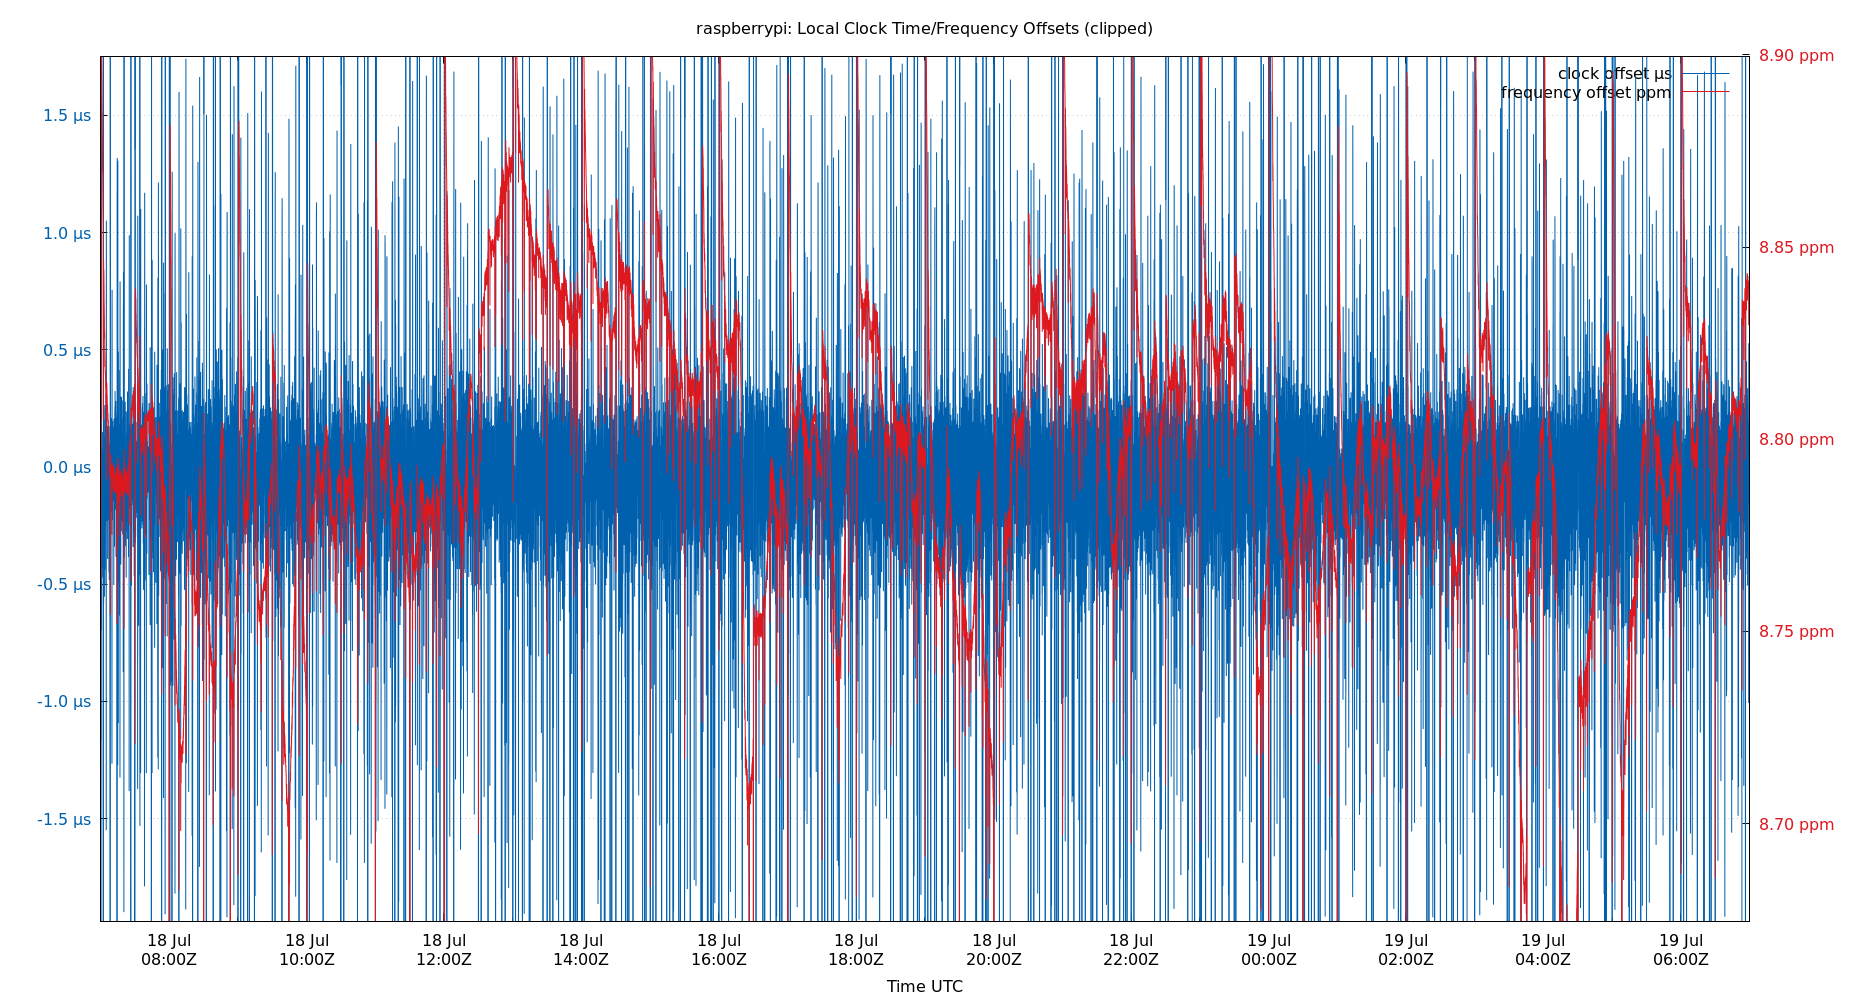 raspberrypi: Local Clock Time/Frequency Offsets (clipped)
clock offset µs
frequency offset ppm
1.5 µs
1.0 µs
0.5 µs
0.0 µs
-0.5 µs
-1.0 µs
-1.5 µs
8.90 ppm
8.85 ppm
8.80 ppm
8.75 ppm
8.70 ppm
18 Jul
08:00Z
18 Jul
10:00Z
18 Jul
12:00Z
18 Jul
14:00Z
18 Jul
16:00Z
18 Jul
18:00Z
18 Jul
20:00Z
18 Jul
22:00Z
19 Jul
00:00Z
19 Jul
02:00Z
19 Jul
04:00Z
19 Jul
06:00Z
Time UTC